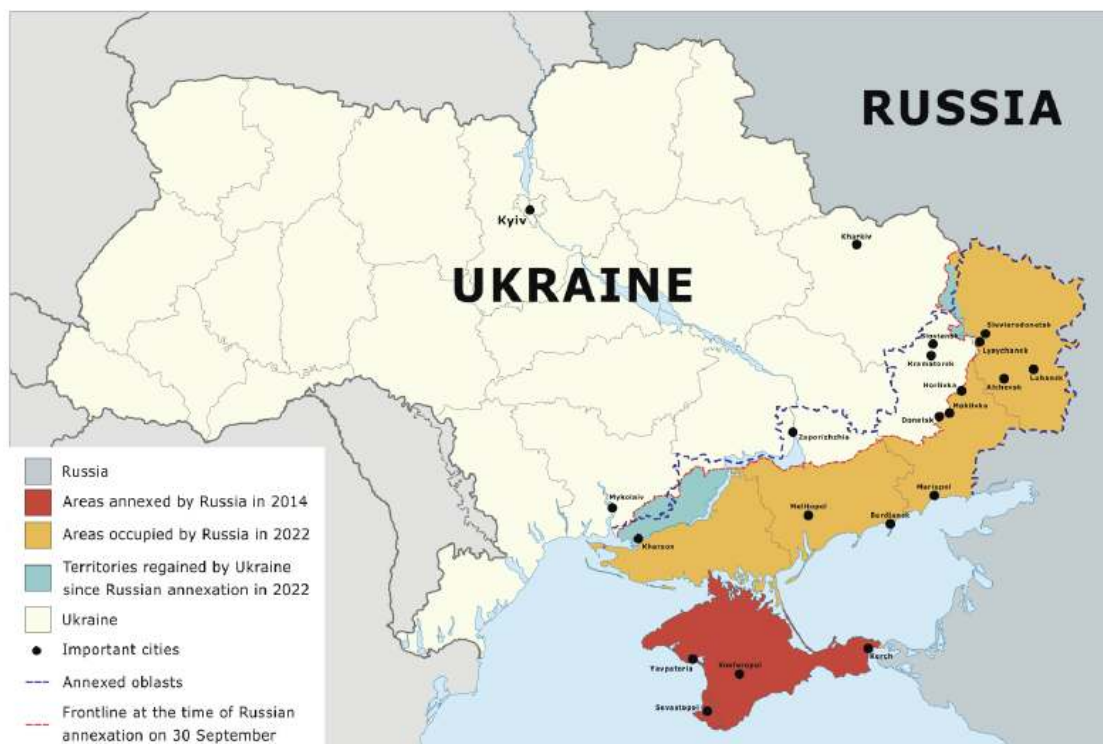 RUSSIA
Kyiv
Kharkiv
UKRAINE
Sloviansk
Kramatorsk
Sievierodonetsk
Lysychansk
Luhansk
Alchevsk
Horlivka
Makiivka
Donetsk
Zaporizhzhia
Mariupol
Mykolaiv
Melitopol
Berdiansk
Kherson
Yevpatoria
Simferopol
Kerch
Sevastopol
Russia
Areas annexed by Russia in 2014
Areas occupied by Russia in 2022
Territories regained by Ukraine
since Russian annexation in 2022
Ukraine
Important cities
Annexed oblasts
Frontline at the time of Russian
annexation on 30 September